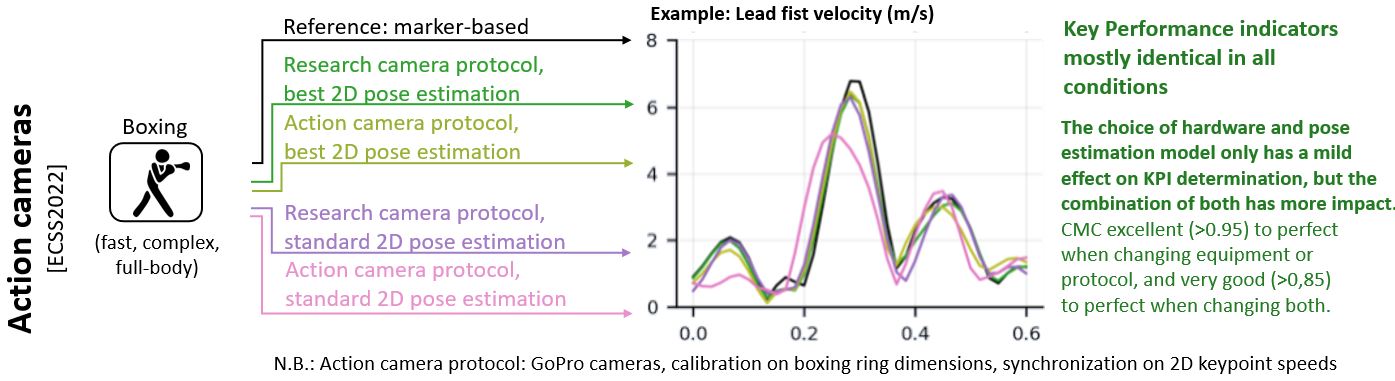 Action cameras
[ECSS2022]
Boxing
(fast, complex,
full-body)
Reference: marker-based
Research camera protocol,
best 2D pose estimation
Action camera protocol,
best 2D pose estimation
Research camera protocol,
standard 2D pose estimation
Action camera protocol,
standard 2D pose estimation
Example: Lead fist velocity (m/s)
8
6
4
2
0
0.0 0.2 0.4 0.6
Key Performance indicators
mostly identical in all
conditions
The choice of hardware and pose
estimation model only has a mild
effect on KPI determination, but the
combination of both has more impact.
CMC excellent (>0.95) to perfect
when changing equipment or
protocol, and very good (>0,85)
to perfect when changing both.
N.B.: Action camera protocol: GoPro cameras, calibration on boxing ring dimensions, synchronization on 2D keypoint speeds